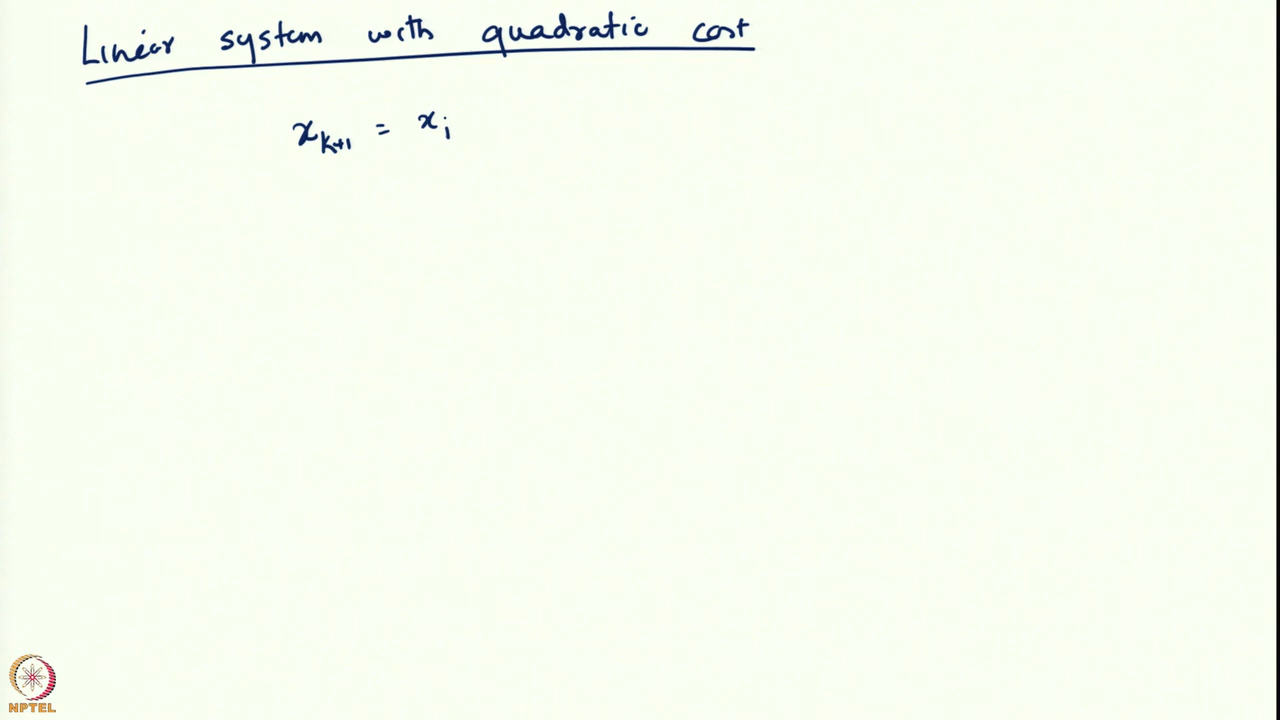 Linear system with quadratic cost
x_{k+1} = x_i
NPTEL